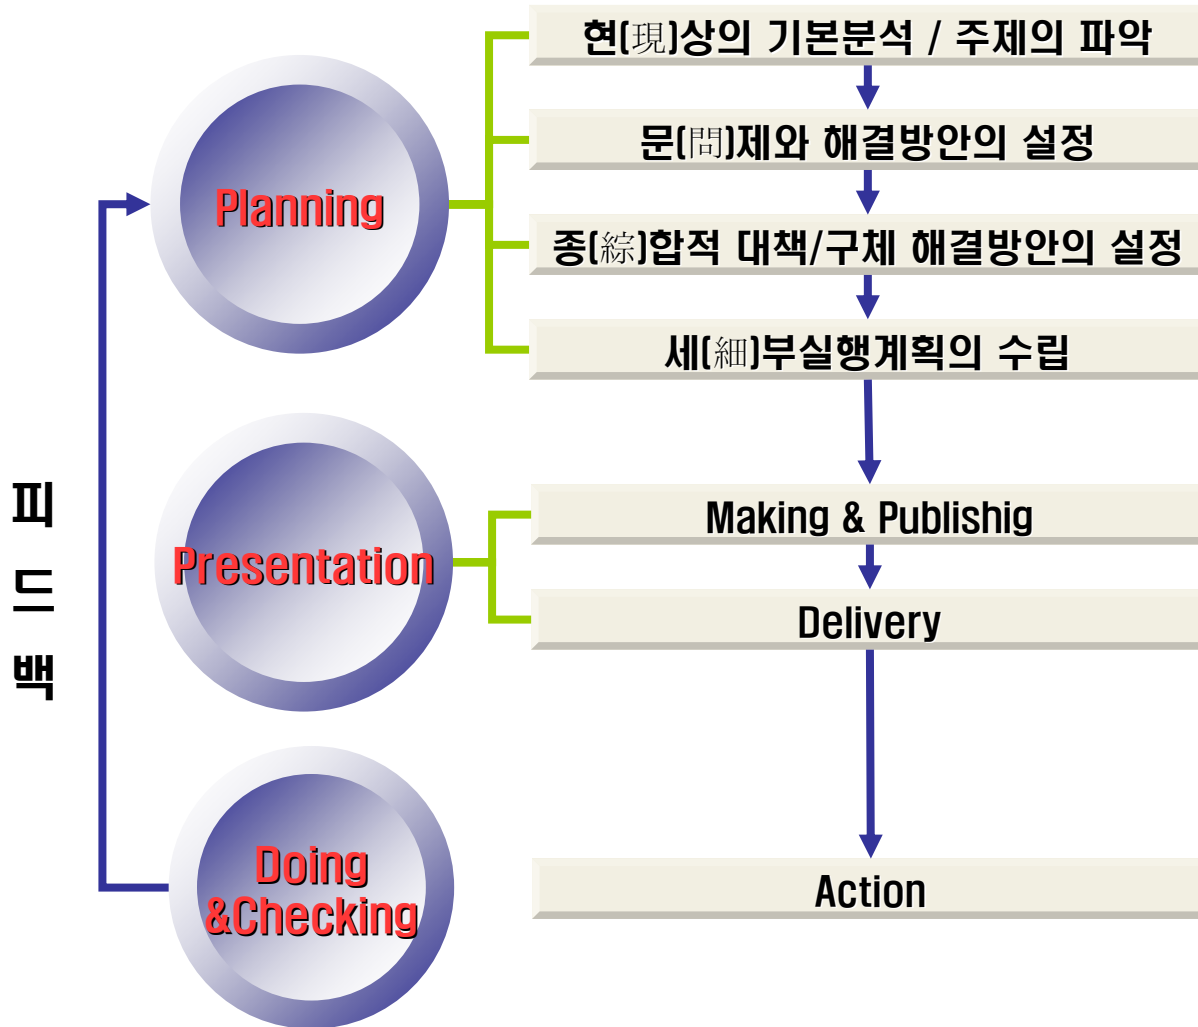 현(現)상의 기본분석 / 주제의 파악
문(問)제와 해결방안의 설정
Planning
종(綜)합적 대책/구체 해결방안의 설정
세(細)부실행계획의 수립
피드백
Making & Publishig
Presentation
Delivery
Doing
&Checking
Action